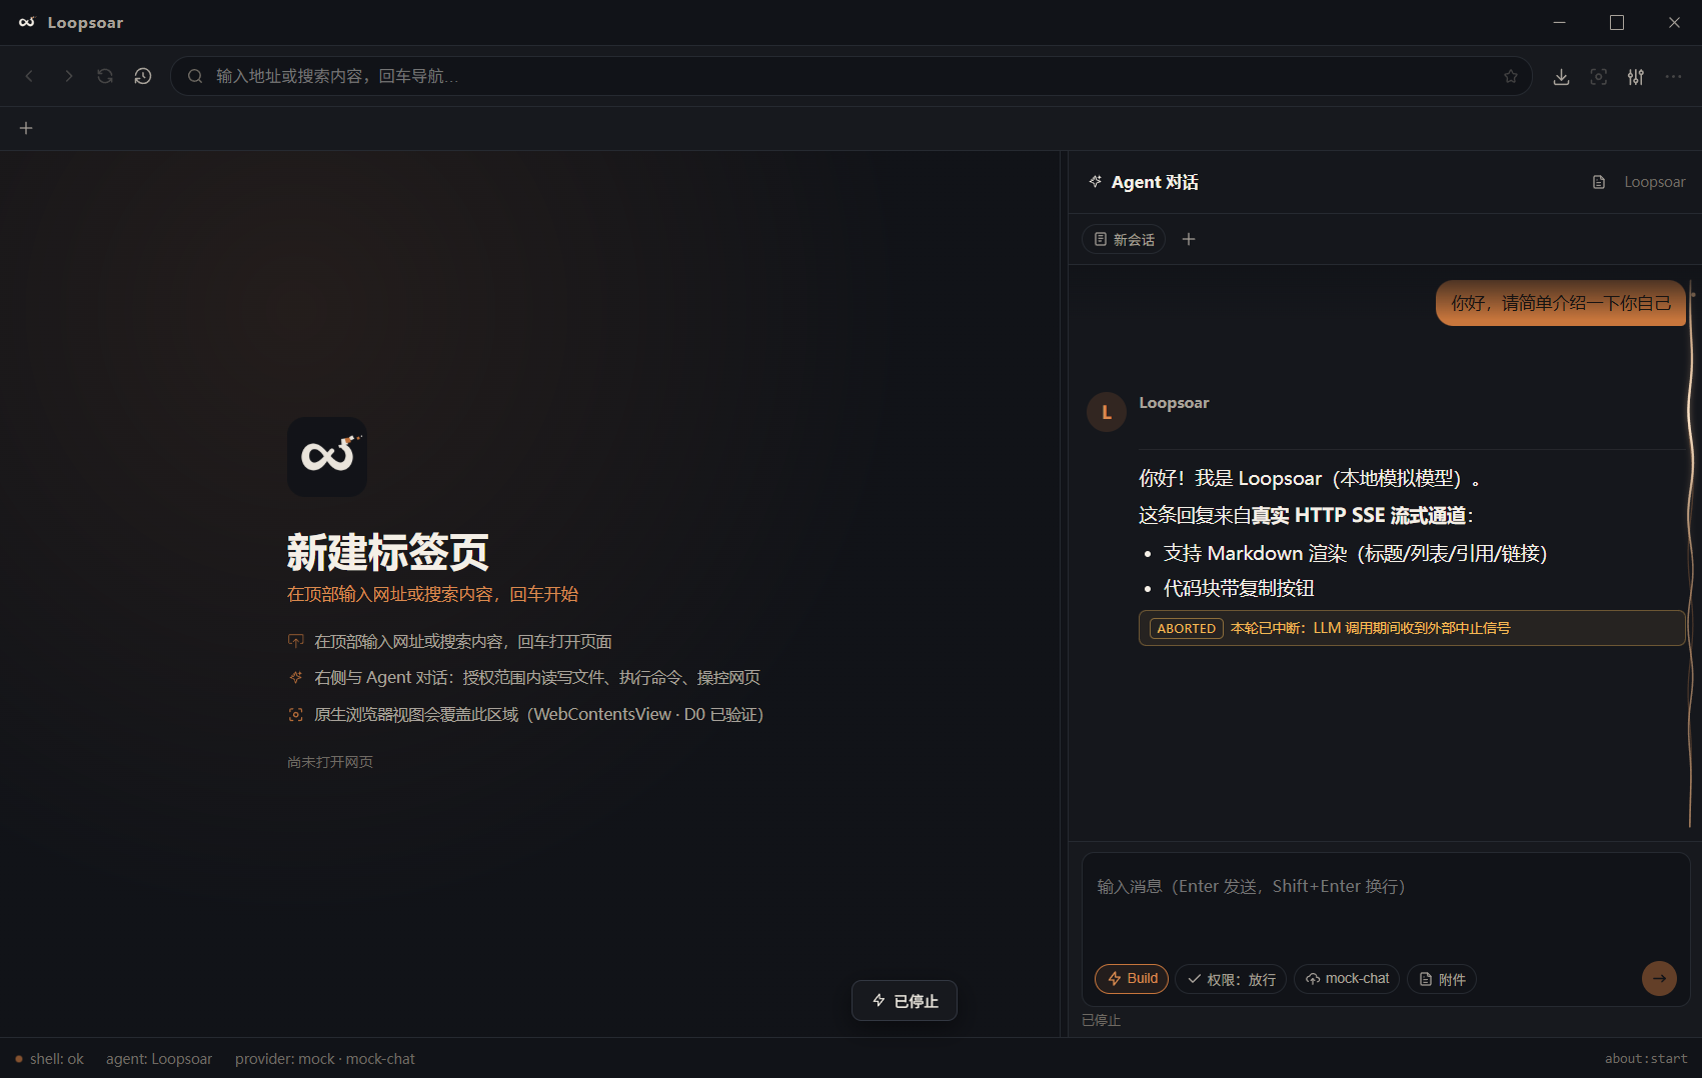 Loopsoar
输入地址或搜索内容，回车导航...
Agent 对话
Loopsoar
新会话
你好，请简单介绍一下你自己
L
Loopsoar
你好！我是 Loopsoar（本地模拟模型）。
这条回复来自真实 HTTP SSE 流式通道：
• 支持 Markdown 渲染（标题/列表/引用/链接）
• 代码块带复制按钮
ABORTED 本轮已中断：LLM 调用期间收到外部中止信号
新建标签页
在顶部输入网址或搜索内容，回车开始
在顶部输入网址或搜索内容，回车打开页面
右侧与 Agent 对话：授权范围内读写文件、执行命令、操控网页
原生浏览器视图会覆盖此区域（WebContentsView · D0 已验证）
尚未打开网页
已停止
输入消息（Enter 发送，Shift+Enter 换行）
Build 权限：放行 mock-chat 附件
已停止
shell: ok agent: Loopsoar provider: mock · mock-chat about:start